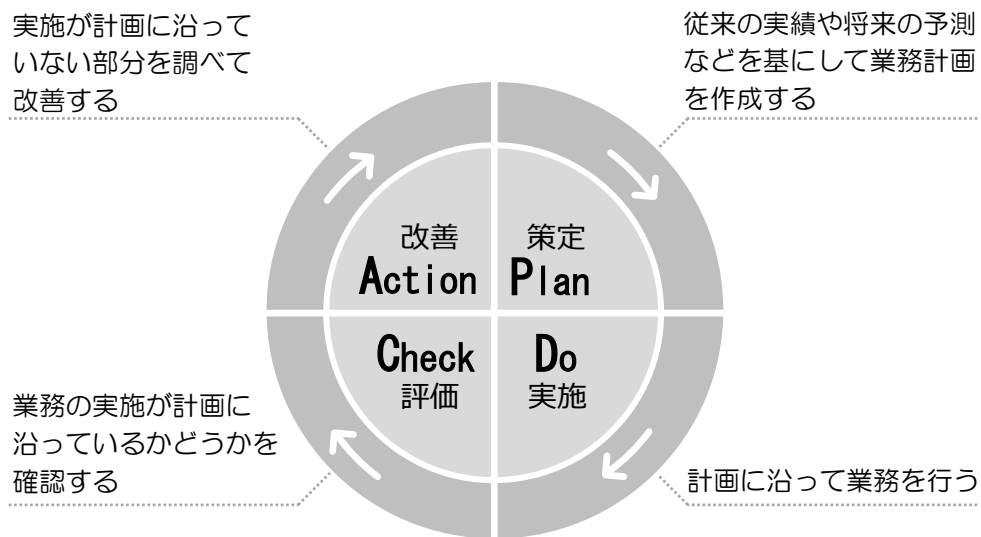 実施が計画に沿って
いない部分を調べて
改善する
従来の実績や将来の予測
などを基にして業務計画
を作成する
改善
Action
策定
Plan
Check
評価
Do
実施
業務の実施が計画に
沿っているかどうかを
確認する
計画に沿って業務を行う